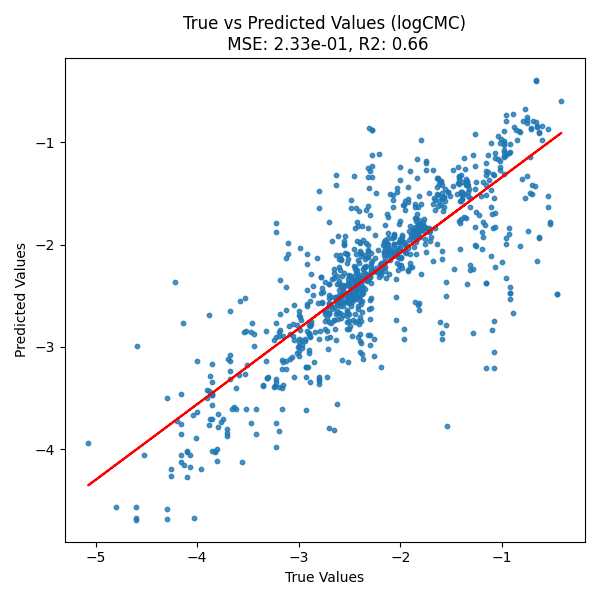 True vs Predicted Values (logCMC)
MSE: 2.33e-01, R2: 0.66
Predicted Values
−1
−2
−3
−4
−5
−4
−3
−2
−1
True Values